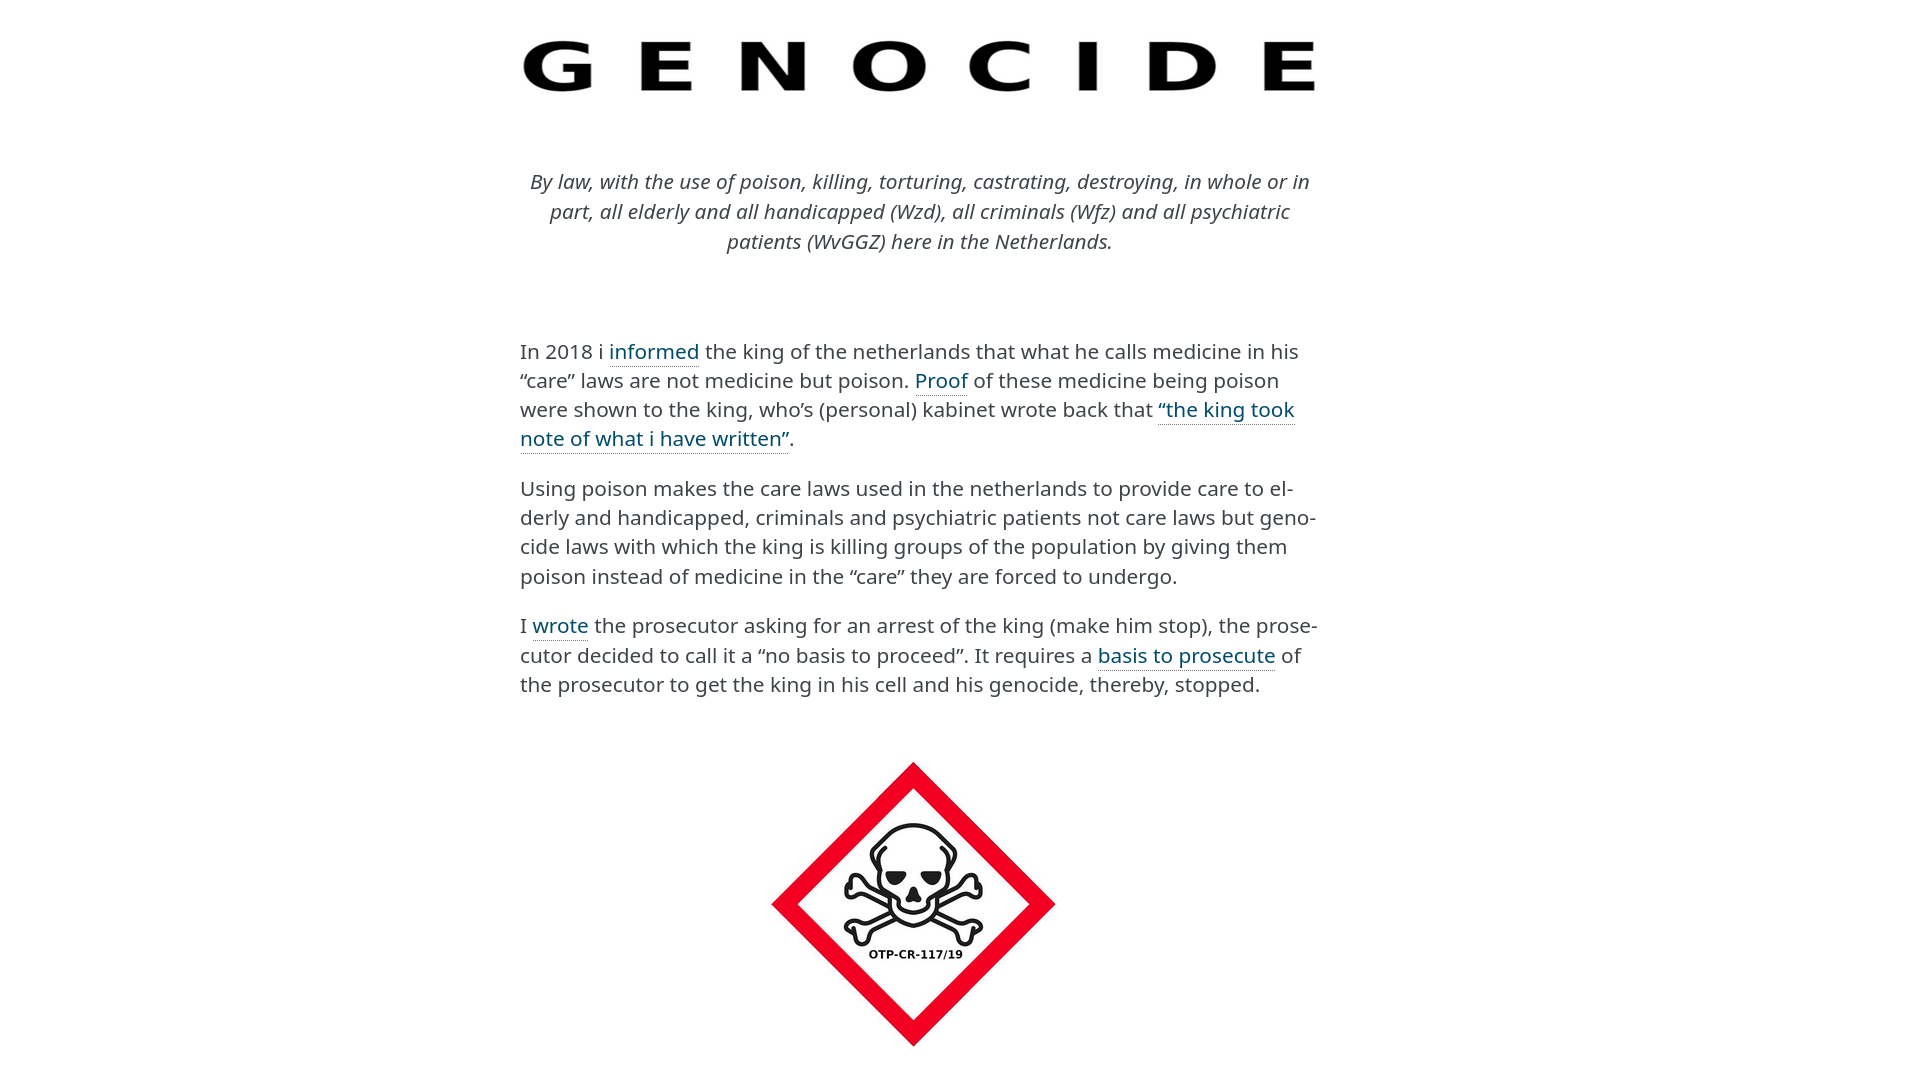 GENOCIDE
By law, with the use of poison, killing, torturing, castrating, destroying, in whole or in
part, all elderly and all handicapped (Wzd), all criminals (Wfz) and all psychiatric
patients (WvGGZ) here in the Netherlands.
In 2018 i informed the king of the netherlands that what he calls medicine in his
“care” laws are not medicine but poison. Proof of these medicine being poison
were shown to the king, who’s (personal) kabinet wrote back that “the king took
note of what i have written”.
Using poison makes the care laws used in the netherlands to provide care to el-
derly and handicapped, criminals and psychiatric patients not care laws but geno-
cide laws with which the king is killing groups of the population by giving them
poison instead of medicine in the “care” they are forced to undergo.
I wrote the prosecutor asking for an arrest of the king (make him stop), the prose-
cutor decided to call it a “no basis to proceed”. It requires a basis to prosecute of
the prosecutor to get the king in his cell and his genocide, thereby, stopped.
OTP-CR-117/19